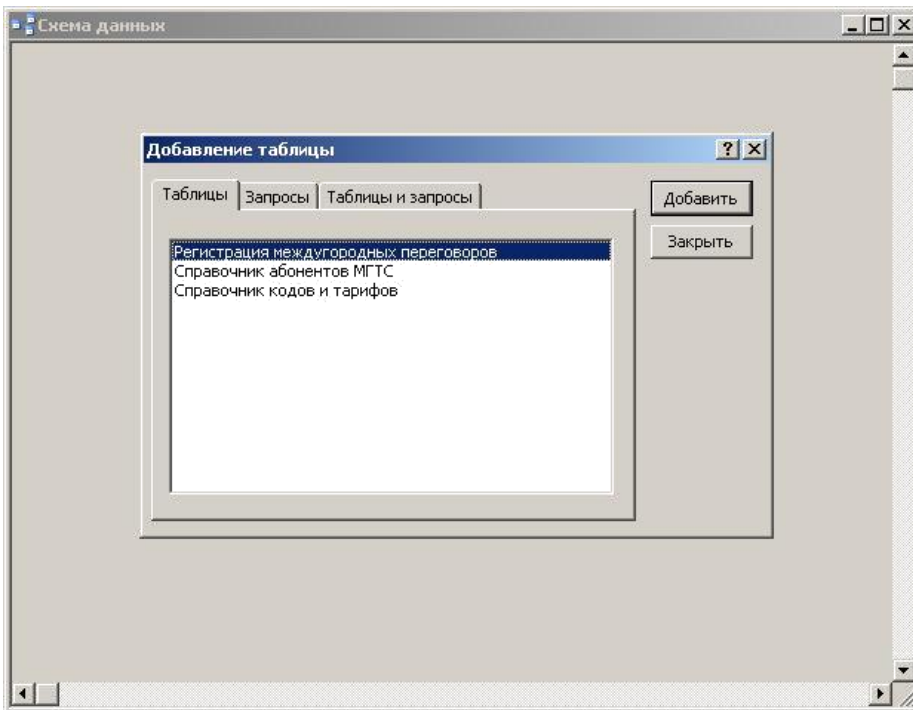 Схема данных
Добавление таблицы
Таблицы Запросы Таблицы и запросы
Добавить
Закрыть
Регистрация междугородных переговоров
Справочник абонентов МГТС
Справочник кодов и тарифов